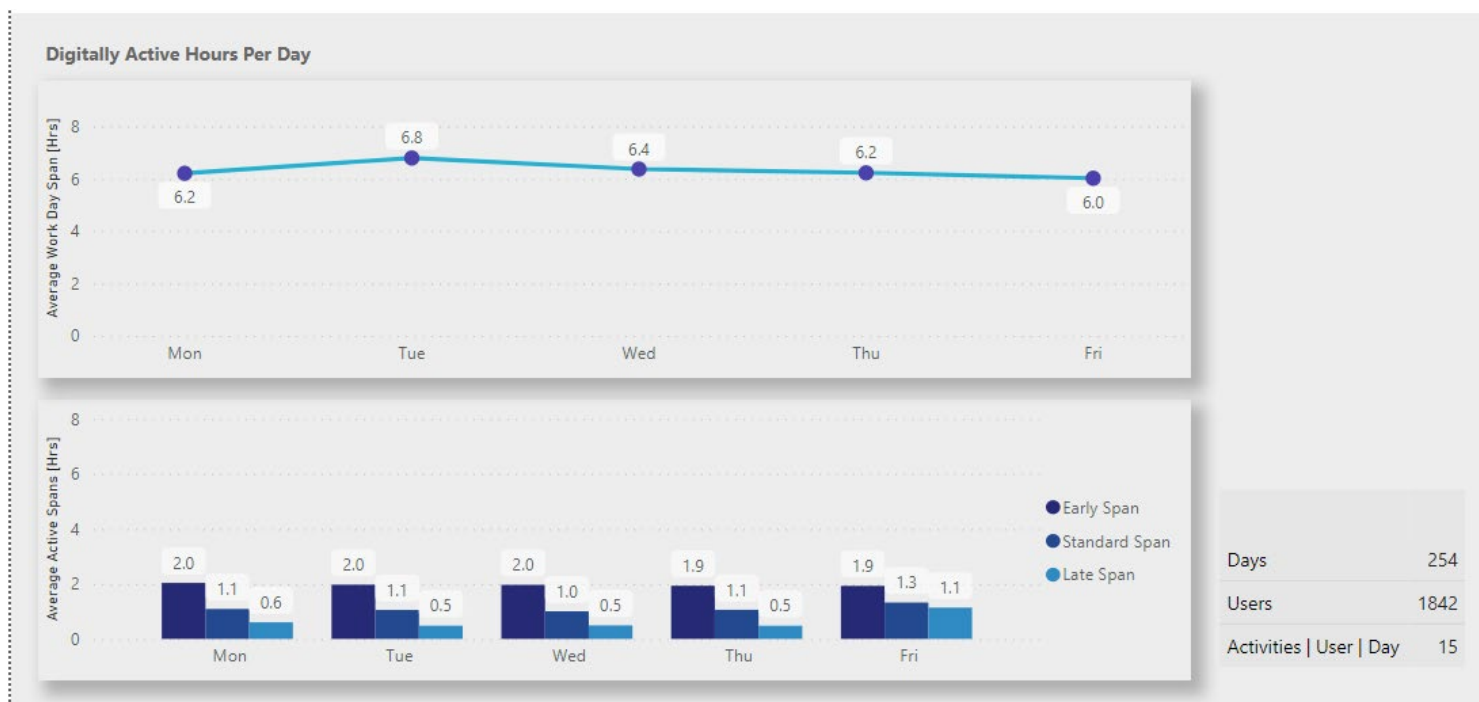 Digitally Active Hours Per Day
Average Work Day Span [Hrs]
8
6
4
2
0
6.2
6.8
6.4
6.2
6.0
Mon Tue Wed Thu Fri
Average Active Spans [Hrs]
8
6
4
2
0
2.0 1.1 0.6
2.0 1.1 0.5
2.0 1.0 0.5
1.9 1.1 0.5
1.9 1.3 1.1
Mon Tue Wed Thu Fri
Early Span
Standard Span
Late Span
Days 254
Users 1842
Activities | User | Day 15